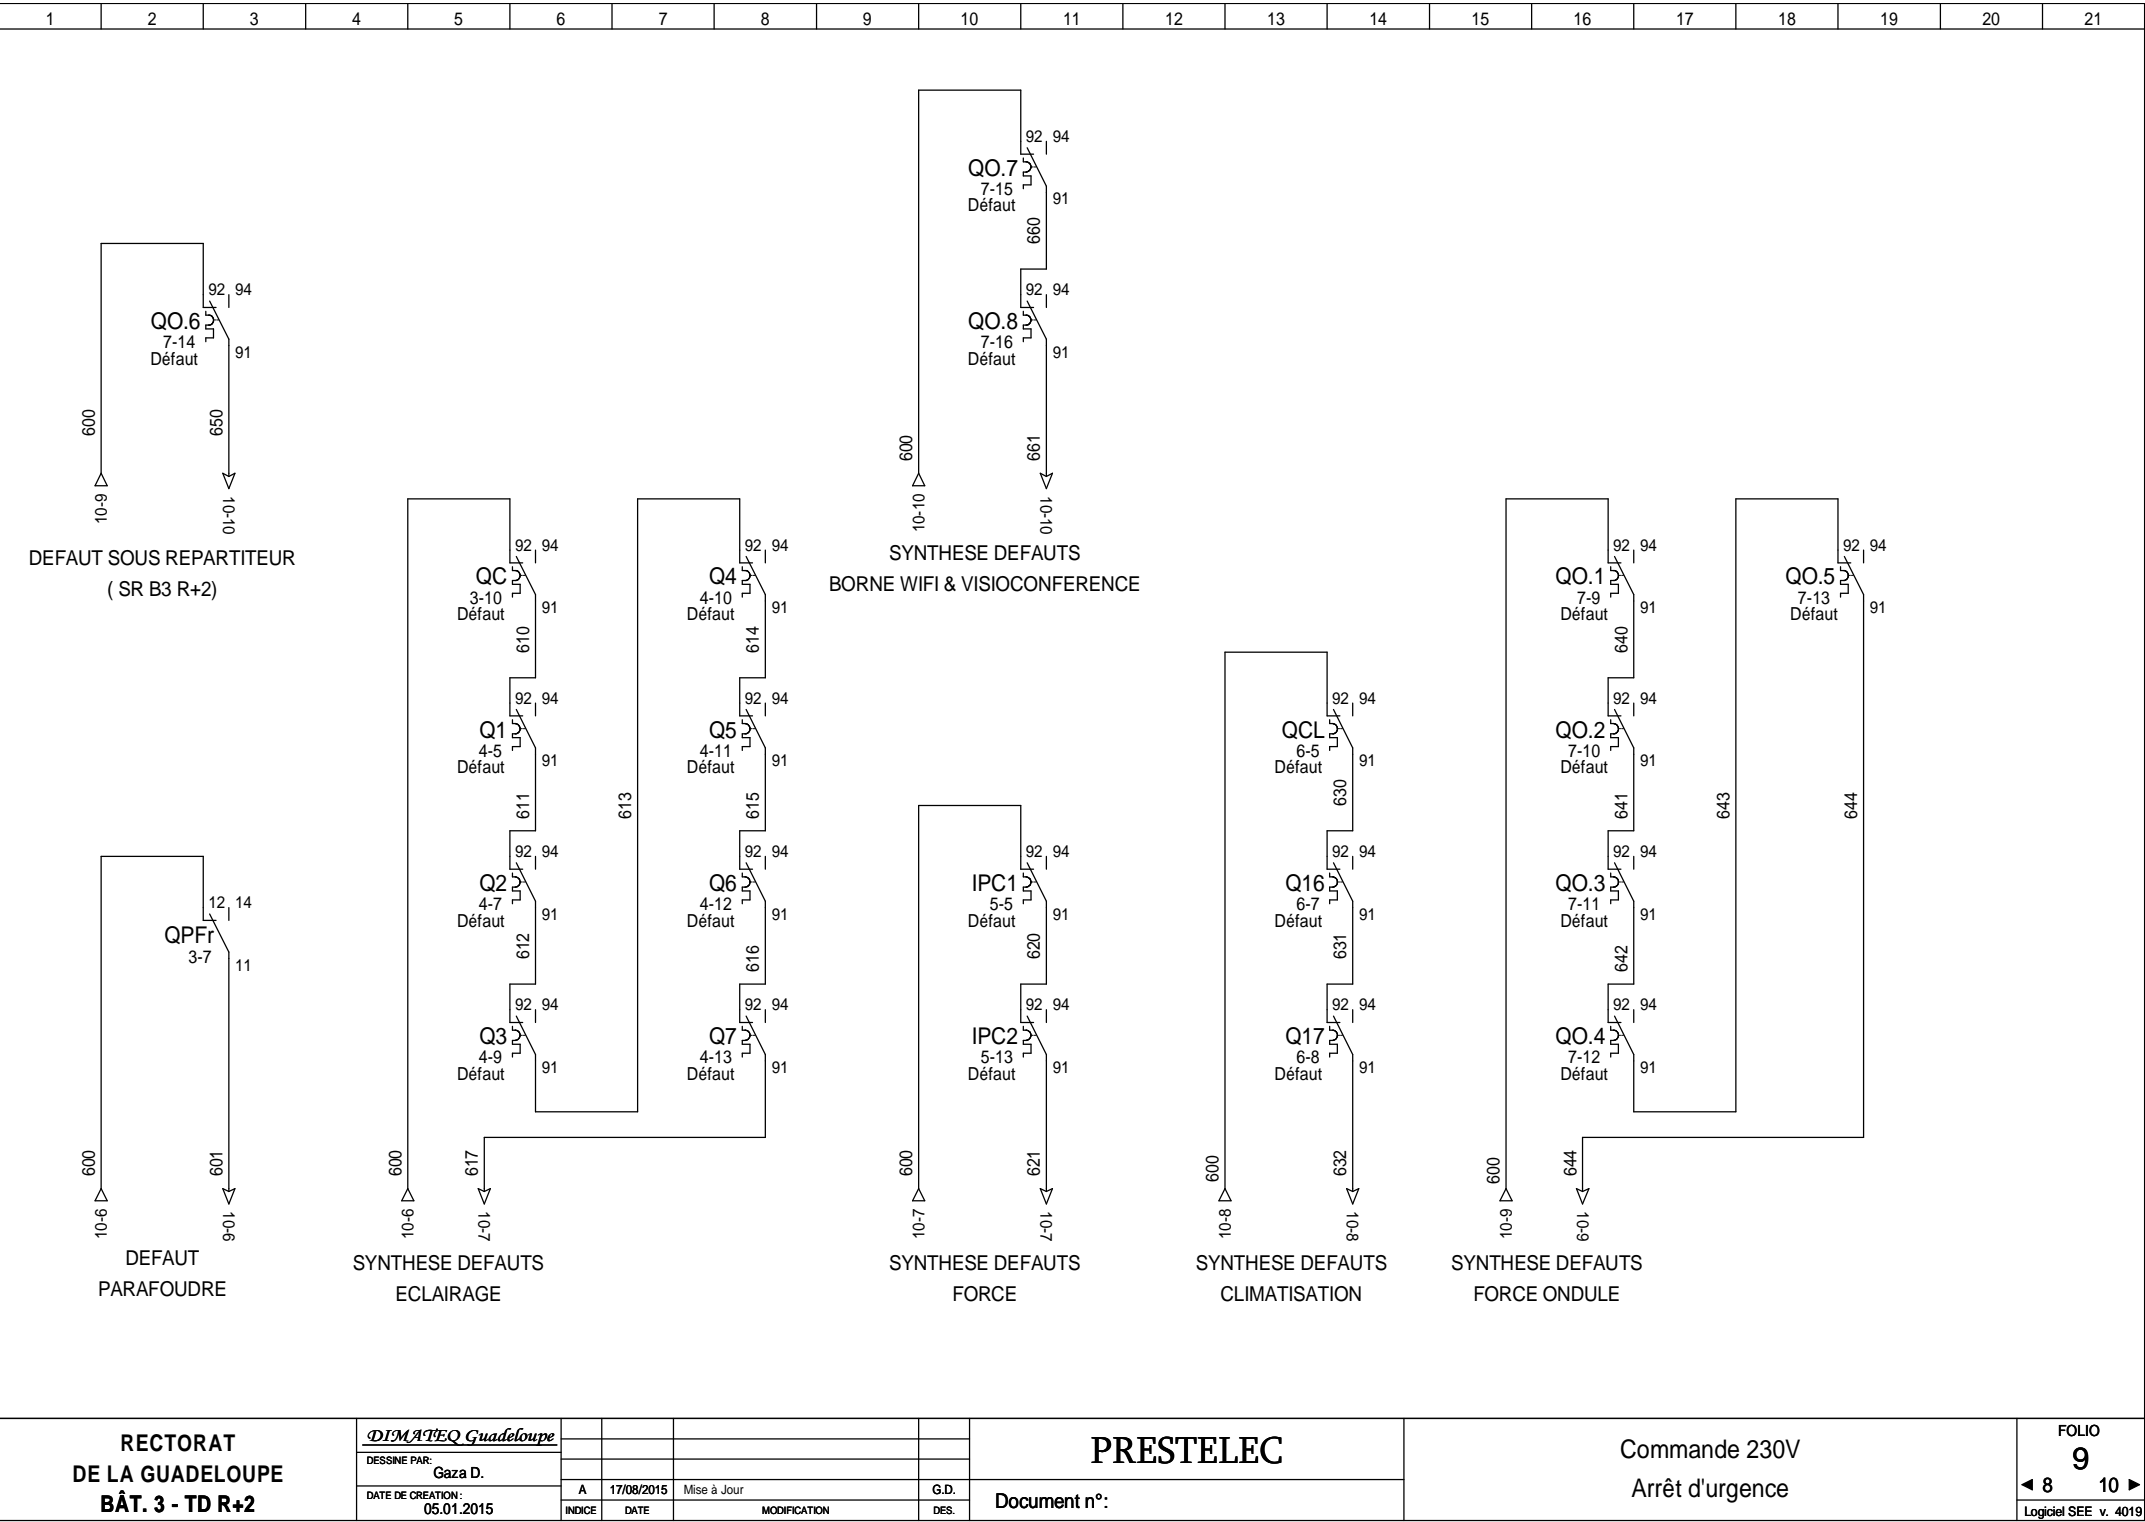 1 2 3 4 5 6 7 8 9 10 11 12 13 14 15 16 17 18 19 20 21
92 94
QO.6
7-14
Défaut
91
600
650
10-9
10-10
DEFAUT SOUS REPARTITEUR
( SR B3 R+2)
12 14
QPFr
3-7
11
600
601
10-6
10-6
DEFAUT
PARAFOUDRE
92 94
QC
3-10
Défaut
91
610
92 94
Q1
4-5
Défaut
91
611
92 94
Q2
4-7
Défaut
91
612
92 94
Q3
4-9
Défaut
91
613
92 94
Q4
4-10
Défaut
91
614
92 94
Q5
4-11
Défaut
91
615
92 94
Q6
4-12
Défaut
91
616
92 94
Q7
4-13
Défaut
91
600
617
10-6
10-7
SYNTHESE DEFAUTS
ECLAIRAGE
92 94
QO.7
7-15
Défaut
91
660
92 94
QO.8
7-16
Défaut
91
600
661
10-10
10-10
SYNTHESE DEFAUTS
BORNE WIFI & VISIOCONFERENCE
92 94
IPC1
5-5
Défaut
91
620
92 94
IPC2
5-13
Défaut
91
600
621
10-7
10-7
SYNTHESE DEFAUTS
FORCE
92 94
QCL
6-5
Défaut
91
630
92 94
Q16
6-7
Défaut
91
631
92 94
Q17
6-8
Défaut
91
600
632
10-8
10-8
SYNTHESE DEFAUTS
CLIMATISATION
92 94
QO.1
7-9
Défaut
91
640
92 94
QO.2
7-10
Défaut
91
641
92 94
QO.3
7-11
Défaut
91
642
92 94
QO.4
7-12
Défaut
91
643
92 94
QO.5
7-13
Défaut
91
644
600
644
10-9
10-9
SYNTHESE DEFAUTS
FORCE ONDULE
RECTORAT
DE LA GUADELOUPE
BÂT. 3 - TD R+2
DIMATEQ Guadeloupe
DESSINE PAR:
Gaza D.
DATE DE CREATION :
05.01.2015
A 17/08/2015 Mise à Jour G.D.
INDICE DATE MODIFICATION DES.
PRESTELEC
Document n°:
Commande 230V
Arrêt d'urgence
FOLIO
9
◄ 8 10 ►
Logiciel SEE v. 4019